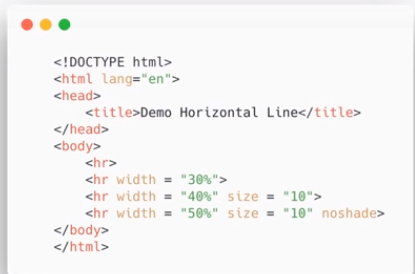 <!DOCTYPE html>
<html lang="en">
<head>
    <title>Demo Horizontal Line</title>
</head>
<body>
    <hr>
    <hr width = "30%">
    <hr width = "40%" size = "10">
    <hr width = "50%" size = "10" noshade>
</body>
</html>